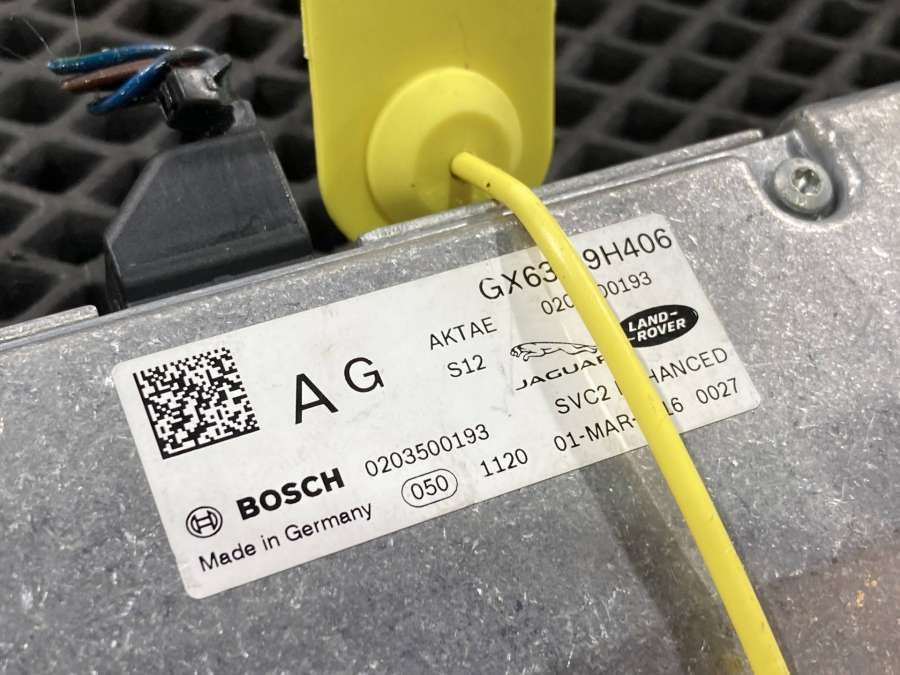 GX63 9H406
AKTAE 020 00193
S12 JAGUAR LAND-ROVER
AG
SVC2 HANCED
BOSCH 0203500193
050 1120 01-MAR- 16 0027
Made in Germany